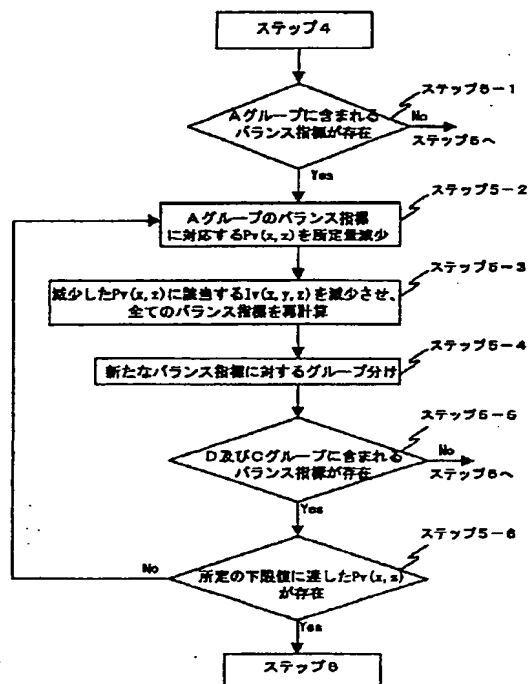 ステップ4
ステップ5-1
Aグループに含まれる
バランス指標が存在
No
ステップ6へ
Yes
ステップ5-2
Aグループのバランス指標
に対応するPv(x,z)を所定量減少
ステップ5-3
減少したPv(x,z)に該当するIv(x,y,z)を減少させ、
全てのバランス指標を再計算
ステップ5-4
新たなバランス指標に対するグループ分け
ステップ5-5
D及びCグループに含まれる
バランス指標が存在
No
ステップ6へ
Yes
ステップ5-6
No
所定の下限値に達したPv(x,z)
が存在
Yes
ステップ6